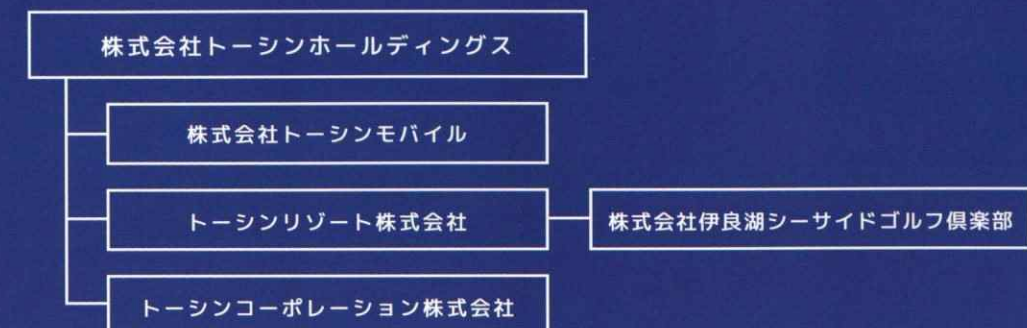 株式会社トーシンホールディングス
株式会社トーシンモバイル
トーシンリゾート株式会社
株式会社伊良湖シーサイドゴルフ倶楽部
トーシンコーポレーション株式会社